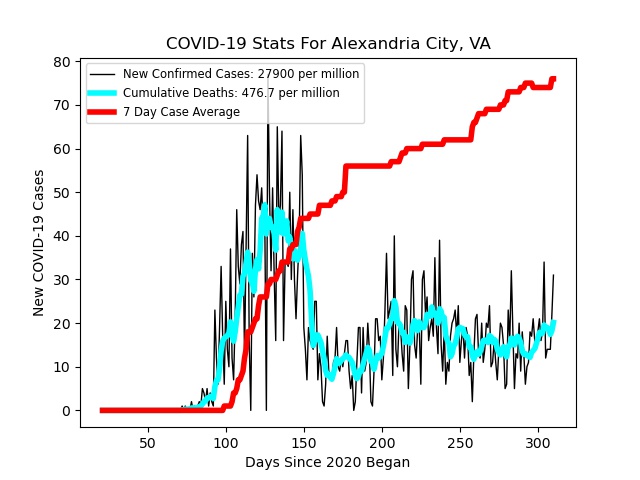 COVID-19 Stats For Alexandria City, VA
New Confirmed Cases: 27900 per million
Cumulative Deaths: 476.7 per million
7 Day Case Average
80
70
60
50
40
30
20
10
0
New COVID-19 Cases
50 100 150 200 250 300
Days Since 2020 Began